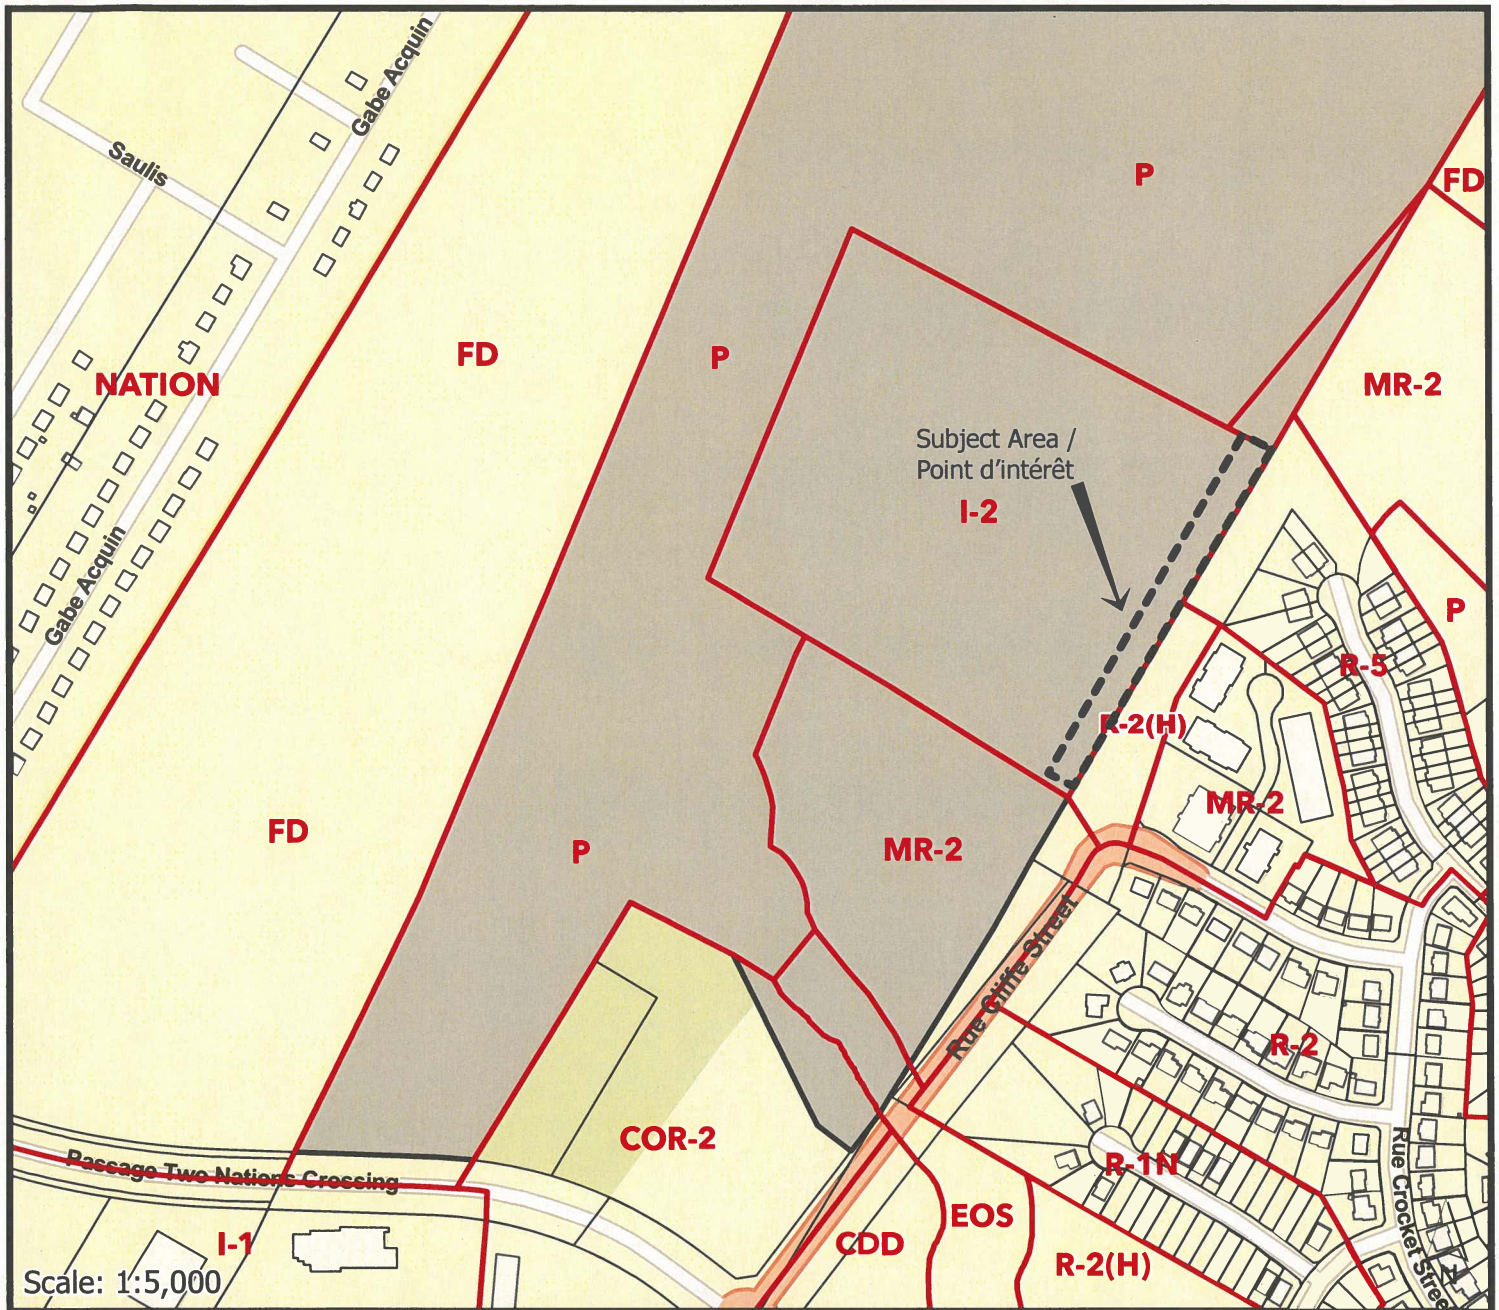 Gabe Acquin
Saulis
P
FD
FD
P
NATION
MR-2
Subject Area /
Point d'intérêt
I-2
Gabe Acquin
P
R-5
R-2(H)
MR-2
FD
P
MR-2
Rue Cliffe Street
R-2
COR-2
Passage Two Nations Crossing
R-1N
Rue Crocket Stree
EOS
I-1
CDD
R-2(H)
Scale: 1:5,000